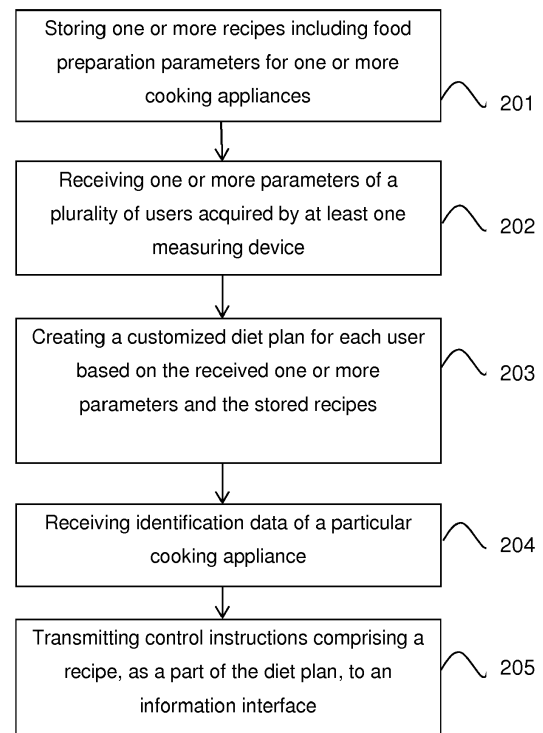 Storing one or more recipes including food
preparation parameters for one or more
cooking appliances
201
Receiving one or more parameters of a
plurality of users acquired by at least one
measuring device
202
Creating a customized diet plan for each user
based on the received one or more
parameters and the stored recipes
203
Receiving identification data of a particular
cooking appliance
204
Transmitting control instructions comprising a
recipe, as a part of the diet plan, to an
information interface
205